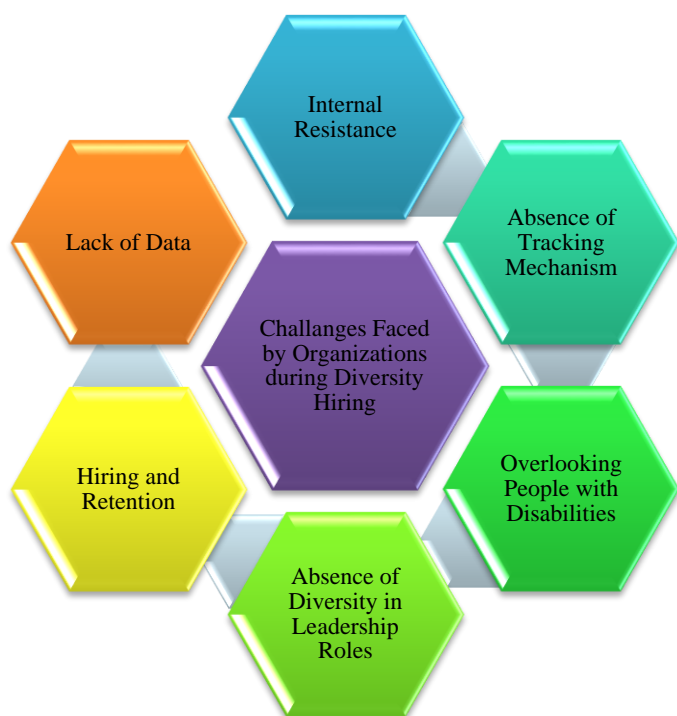 Internal
Resistance
Absence of
Tracking
Mechanism
Lack of Data
Challanges Faced
by Organizations
during Diversity
Hiring
Overlooking
People with
Disabilities
Hiring and
Retention
Absence of
Diversity in
Leadership
Roles